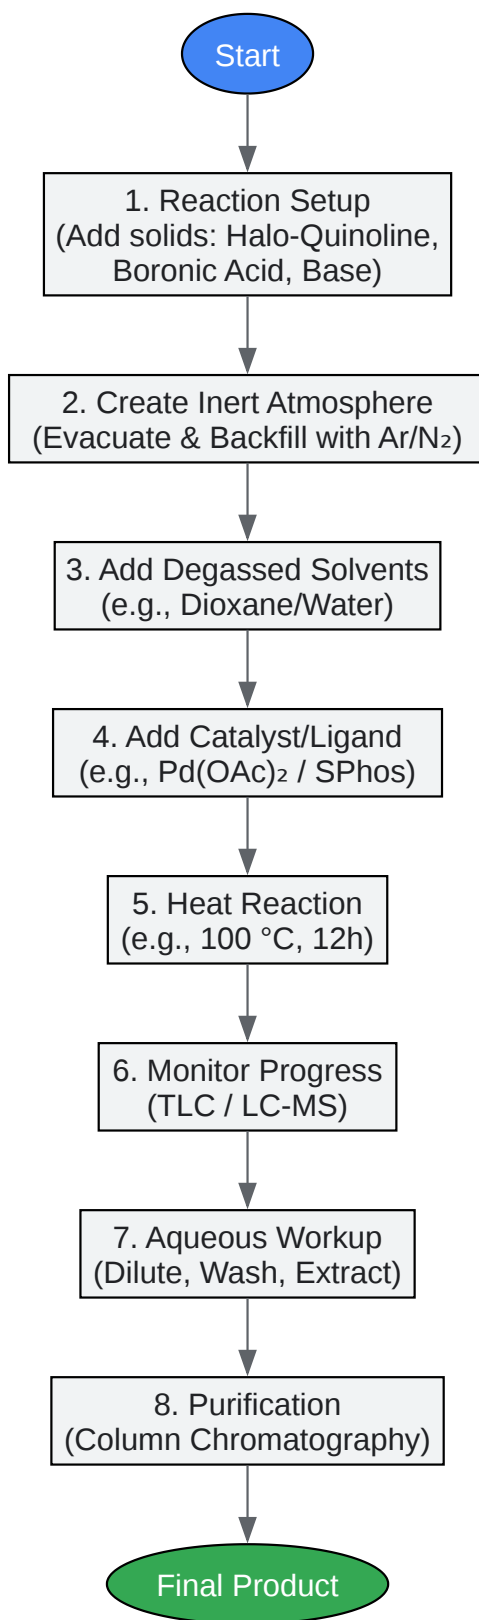 Start
1. Reaction Setup
(Add solids: Halo-Quinoline,
Boronic Acid, Base)
2. Create Inert Atmosphere
(Evacuate & Backfill with Ar/N₂)
3. Add Degassed Solvents
(e.g., Dioxane/Water)
4. Add Catalyst/Ligand
(e.g., Pd(OAc)₂ / SPhos)
5. Heat Reaction
(e.g., 100 °C, 12h)
6. Monitor Progress
(TLC / LC-MS)
7. Aqueous Workup
(Dilute, Wash, Extract)
8. Purification
(Column Chromatography)
Final Product